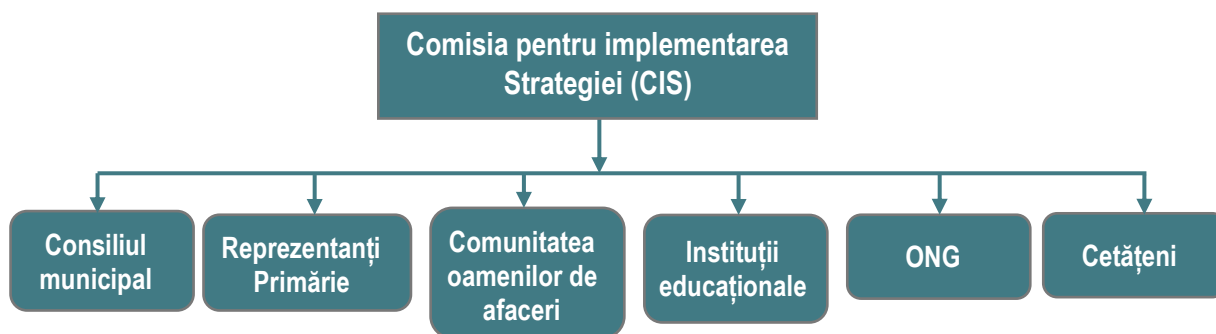 Comisia pentru implementarea
Strategiei (CIS)
Consiliul
municipal
Reprezentanți
Primărie
Comunitatea
oamenilor de
afaceri
Instituții
educaționale
ONG
Cetățeni